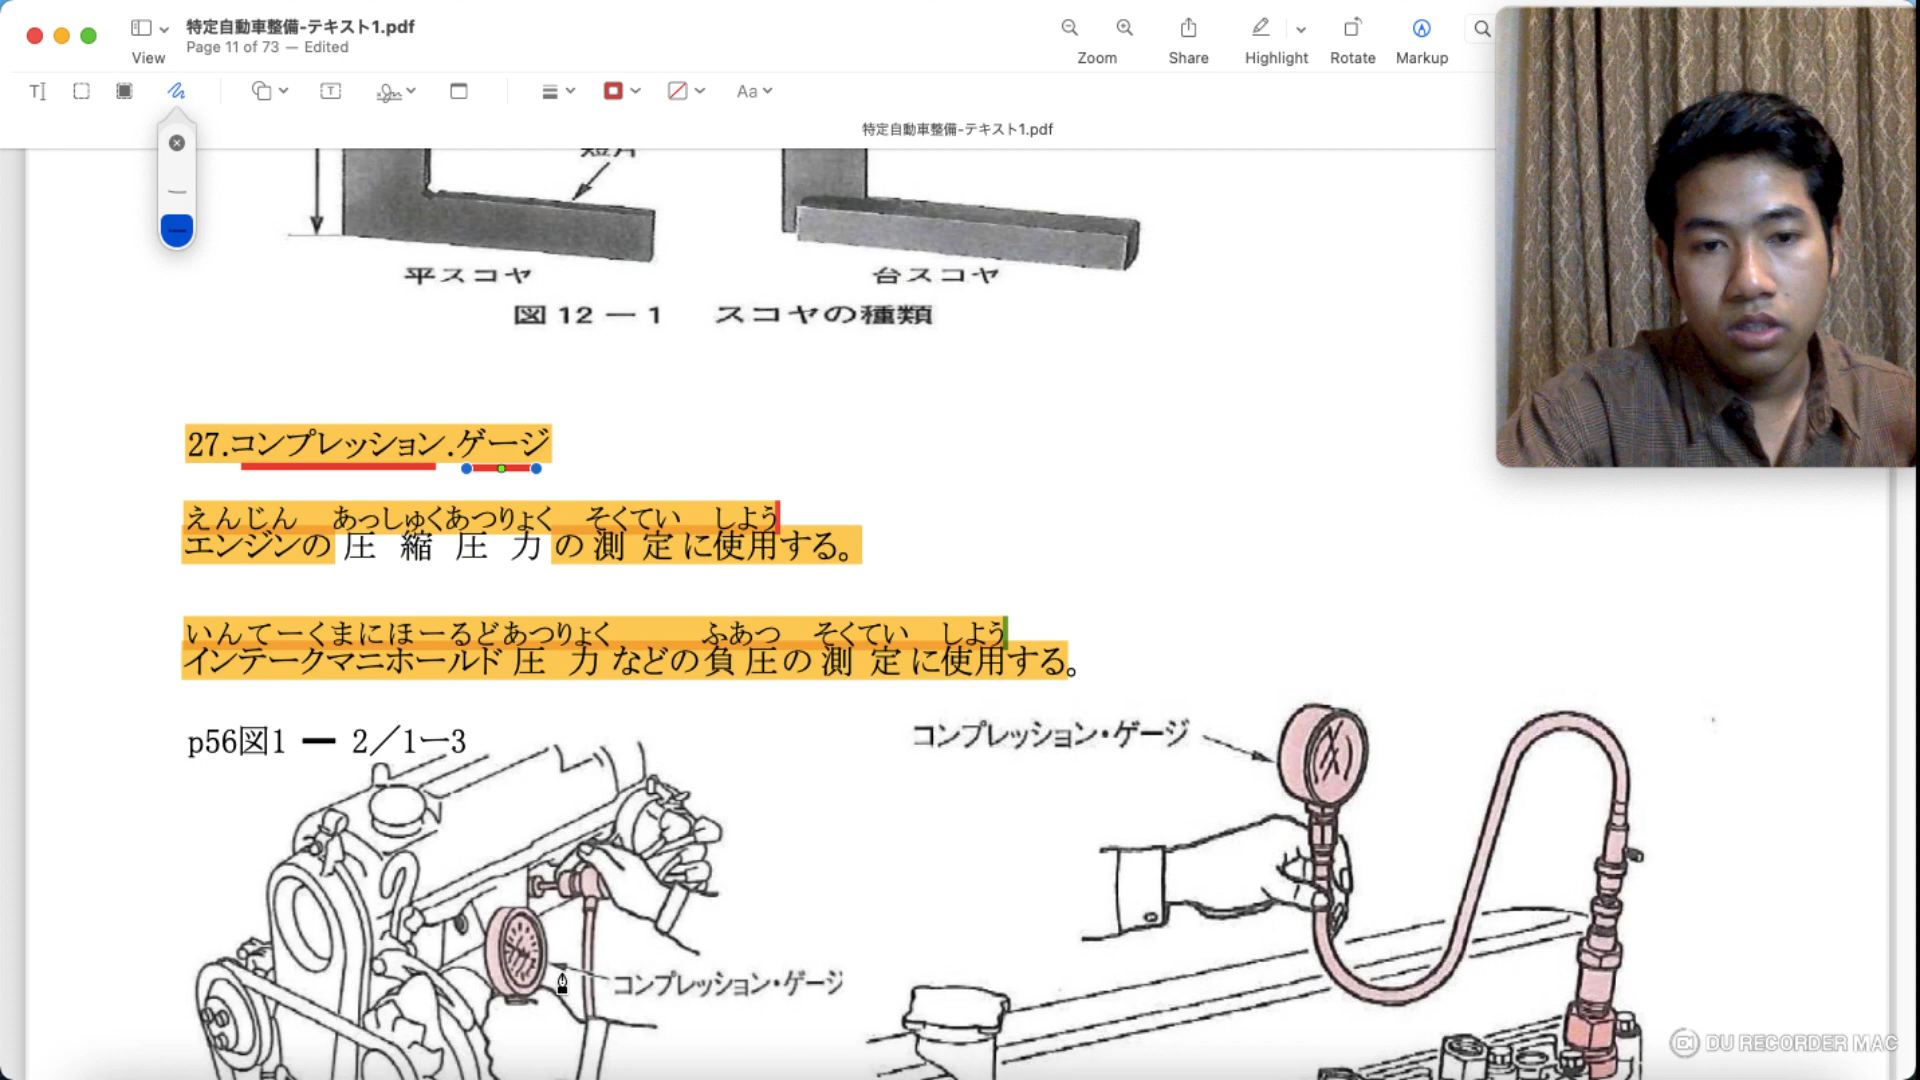 特定自動車整備-テキスト1.pdf
Page 11 of 73 — Edited
View
Zoom
Share
Highlight
Rotate
Markup
Aa
特定自動車整備-テキスト1.pdf
短片
平スコヤ
台スコヤ
図12－1 スコヤの種類
27.コンプレッション.ゲージ
えんじん あっしゅくあつりょく そくてい しよう
エンジンの 圧 縮 圧 力 の 測 定 に使用する。
いんてーくまにほーるどあつりょく ふあつ そくてい しよう
インテークマニホールド 圧 力 などの負 圧の 測 定 に使用する。
p56図1 ー 2／1ー3
コンプレッション・ゲージ
コンプレッション・ゲージ
DU RECORDER MAC